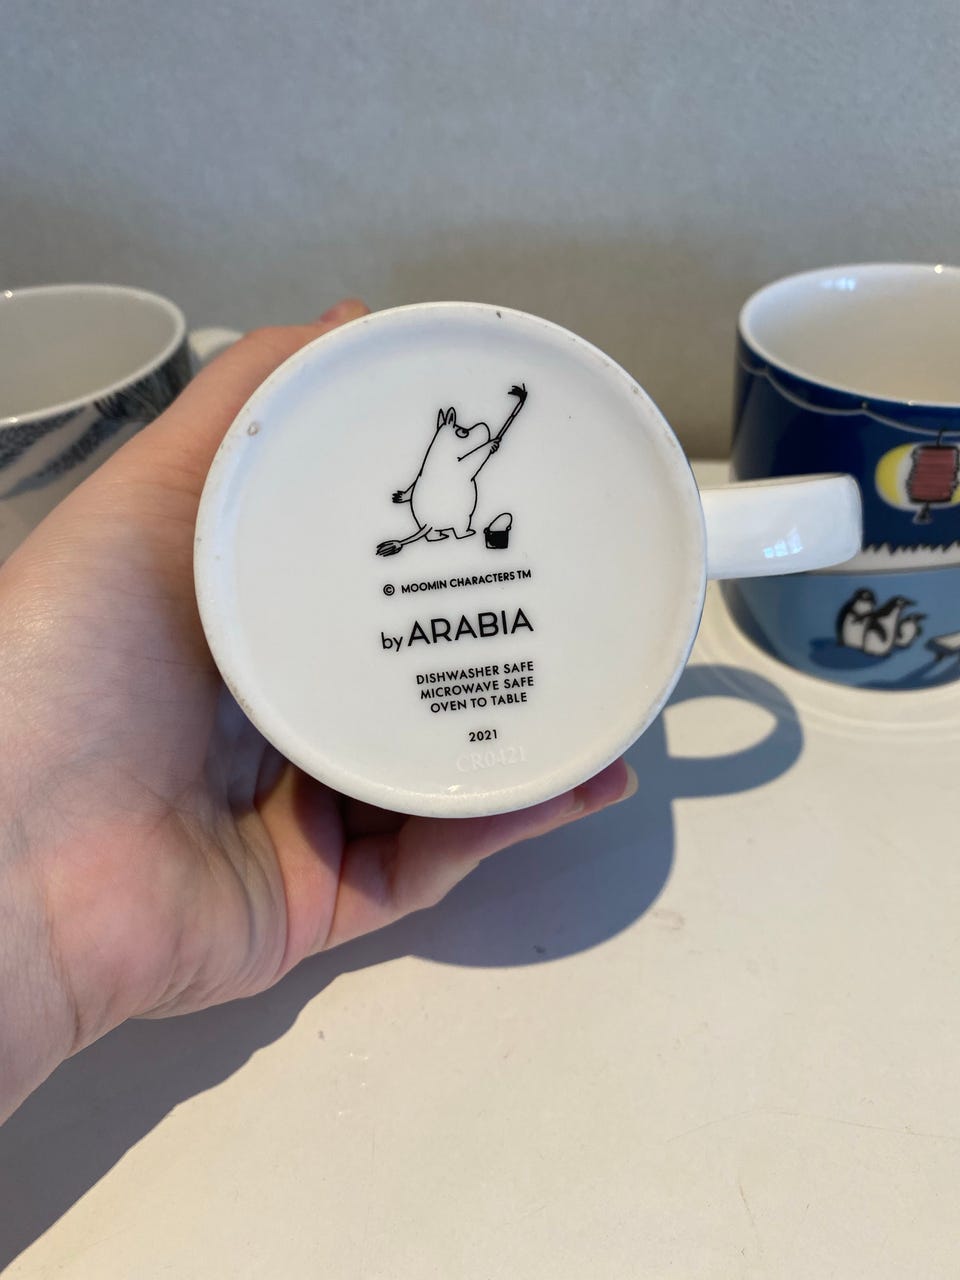 © MOOMIN CHARACTERS TM
by ARABIA
DISHWASHER SAFE
MICROWAVE SAFE
OVEN TO TABLE
2021
CR0421